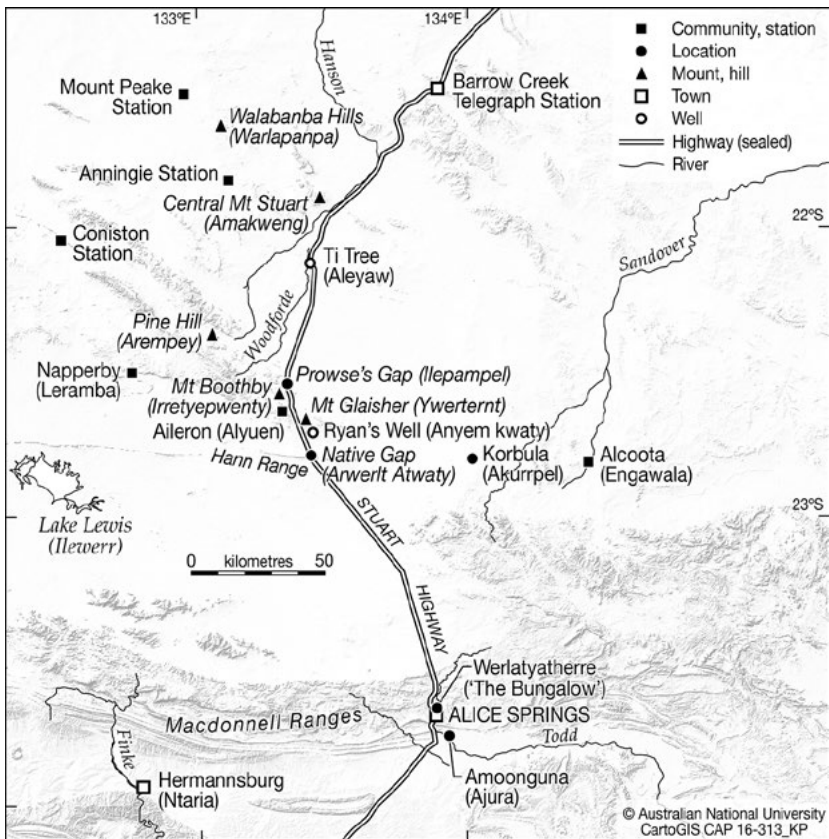 133°E
134°E
Hanson
Community, station
Location
Mount, hill
Town
Well
Highway (sealed)
River
Mount Peake
Station
Barrow Creek
Telegraph Station
Walabanba Hills
(Warlapanpa)
Anningie Station
Central Mt Stuart
(Amakweng)
22°S
Coniston
Station
Ti Tree
(Aleyaw)
Sandover
Woodforde
Pine Hill
(Arempey)
Napperby
(Leramba)
Prowse's Gap (Ilepampel)
Mt Boothby
(Irretyepwenty)
Mt Glaisher (Ywerternt)
Aileron (Alyuen)
Ryan's Well (Anyem kwaty)
Hann Range
Native Gap
(Arwerlt Atwaty)
Korbula
(Akurrpel)
Alcoota
(Engawala)
Lake Lewis
(Ilewerr)
23°S
0 kilometres 50
STUART
HIGHWAY
Werlatyatherre
('The Bungalow')
Macdonnell Ranges
ALICE SPRINGS
Todd
Finke
Hermannsburg
(Ntaria)
Amoonguna
(Ajura)
© Australian National University
CartoGIS CAP 16-313_KP